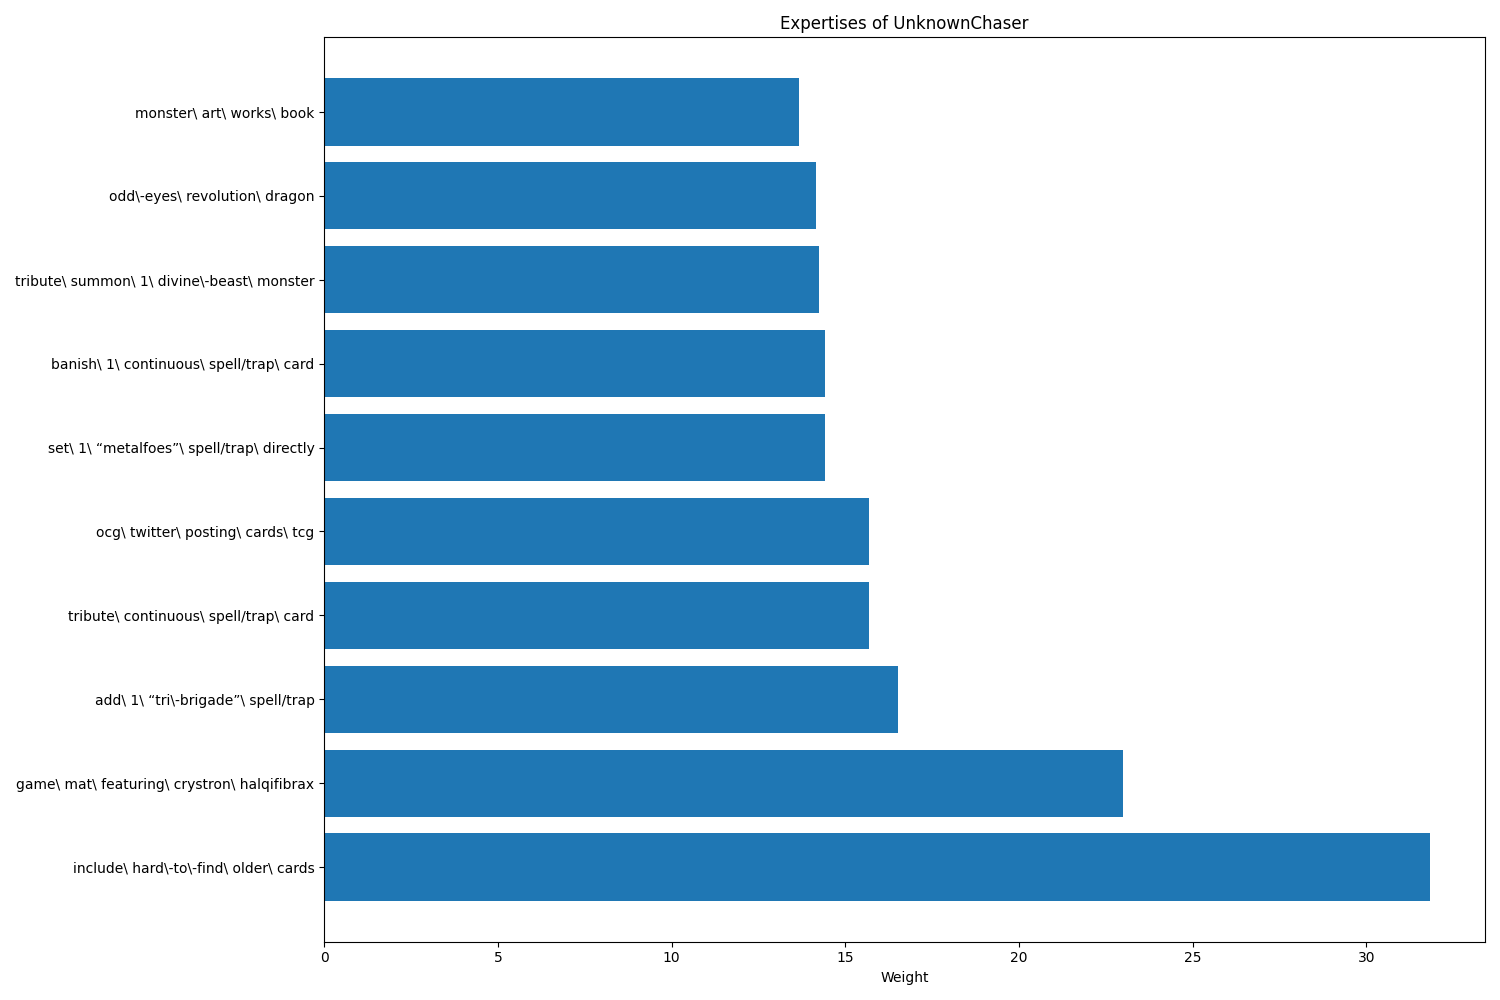 Expertises of UnknownChaser
monster\ art\ works\ book
odd\-eyes\ revolution\ dragon
tribute\ summon\ 1\ divine\-beast\ monster
banish\ 1\ continuous\ spell/trap\ card
set\ 1\ “metalfoes”\ spell/trap\ directly
ocg\ twitter\ posting\ cards\ tcg
tribute\ continuous\ spell/trap\ card
add\ 1\ “tri\-brigade”\ spell/trap
game\ mat\ featuring\ crystron\ halqifibrax
include\ hard\-to\-find\ older\ cards
0 5 10 15 20 25 30
Weight